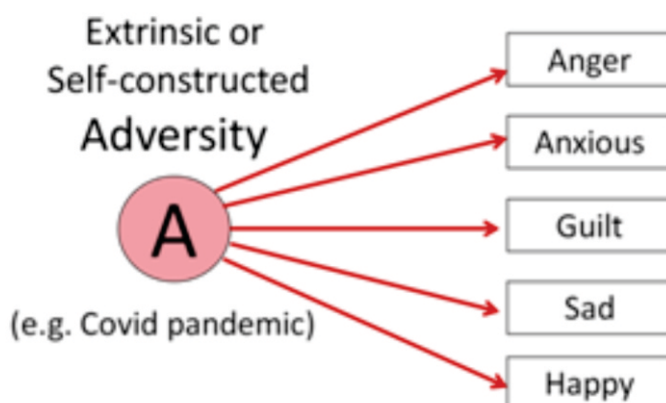 Extrinsic or
Self-constructed
Adversity
A
(e.g. Covid pandemic)
Anger
Anxious
Guilt
Sad
Happy